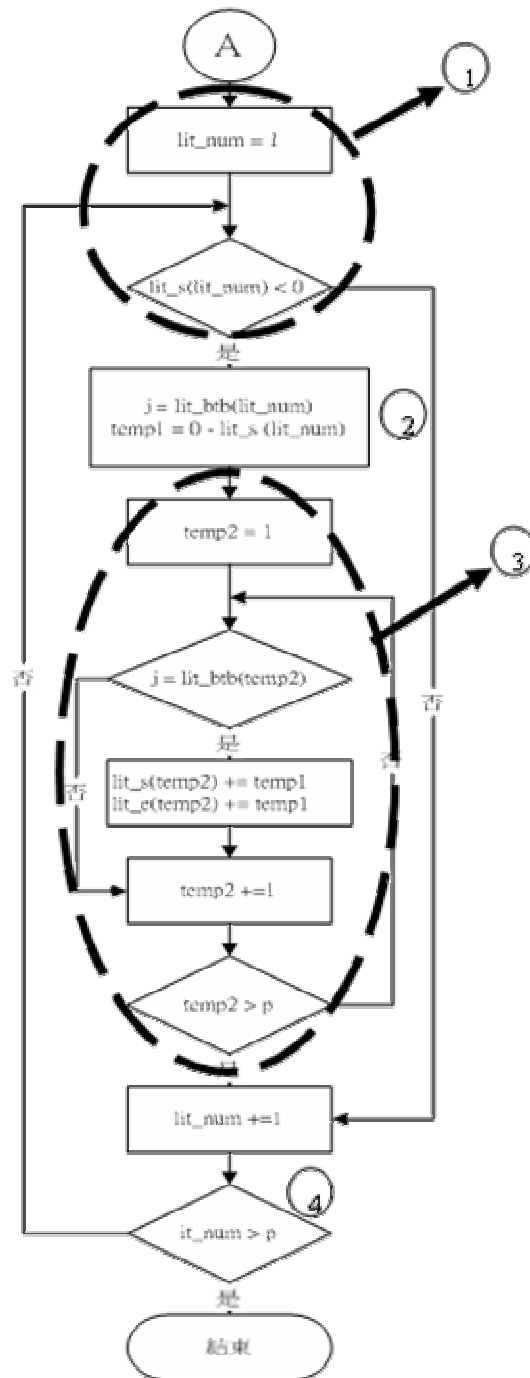 A
1
lit_num = 1
lit_s(lit_num) < 0
是
j = lit_btb(lit_num)
temp1 = 0 - lit_s (lit_num)
2
temp2 = 1
3
j = lit_btb(temp2)
否
否
是
否
否
lit_s(temp2) += temp1
lit_e(temp2) += temp1
temp2 +=1
temp2 > p
是
lit_num +=1
4
it_num > p
是
結束